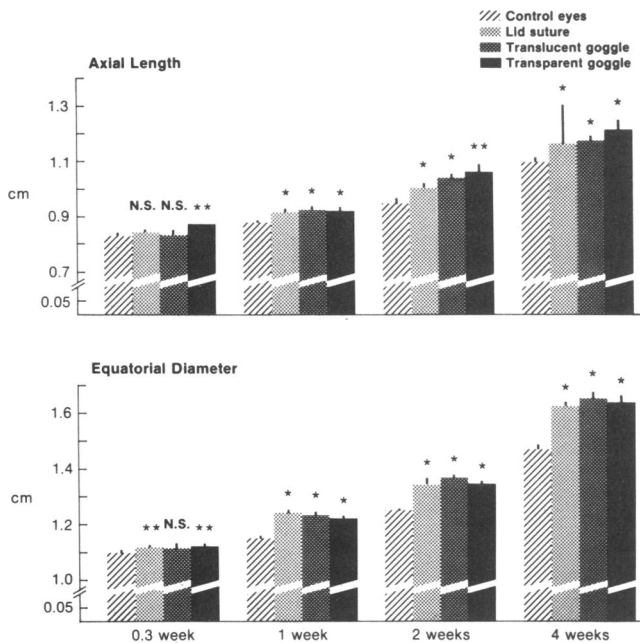 Control eyes
Lid suture
Translucent goggle
Transparent goggle
Axial Length
1.3
1.1
cm
0.9
0.7
0.05
N.S. N.S. **
* * *
* * **
* * *
Equatorial Diameter
1.6
1.4
cm
1.2
1.0
0.05
** N.S. **
* * *
* * *
* * *
0.3 week 1 week 2 weeks 4 weeks